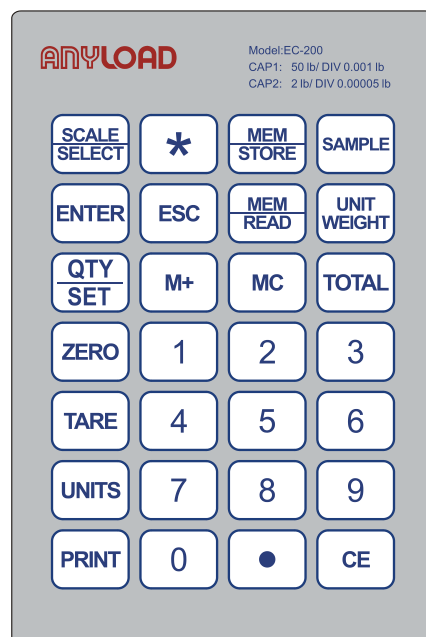 ANYLOAD
Model:EC-200
CAP1: 50 lb/ DIV 0.001 lb
CAP2: 2 lb/ DIV 0.00005 lb
SCALE
SELECT
*
MEM
STORE
SAMPLE
ENTER
ESC
MEM
READ
UNIT
WEIGHT
QTY
SET
M+
MC
TOTAL
ZERO
1
2
3
TARE
4
5
6
UNITS
7
8
9
PRINT
0
●
CE